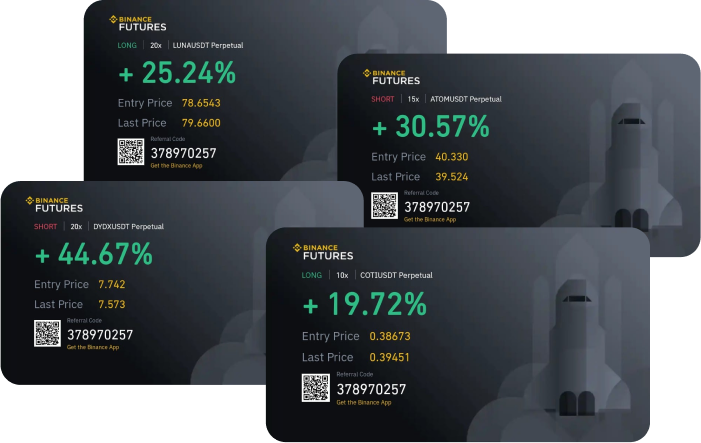 BINANCE
FUTURES
LONG 20x LUNAUSDT Perpetual
+ 25.24%
Entry Price 78.6543
Last Price 79.6600
Referral Code
378970257
Get the Binance App
BINANCE
FUTURES
SHORT 15x ATOMUSDT Perpetual
+ 30.57%
Entry Price 40.330
Last Price 39.524
Referral Code
378970257
Get the Binance App
BINANCE
FUTURES
SHORT 20x DYDXUSDT Perpetual
+ 44.67%
Entry Price 7.742
Last Price 7.573
Referral Code
378970257
Get the Binance App
BINANCE
FUTURES
LONG 10x COTIUSDT Perpetual
+ 19.72%
Entry Price 0.38673
Last Price 0.39451
Referral Code
378970257
Get the Binance App